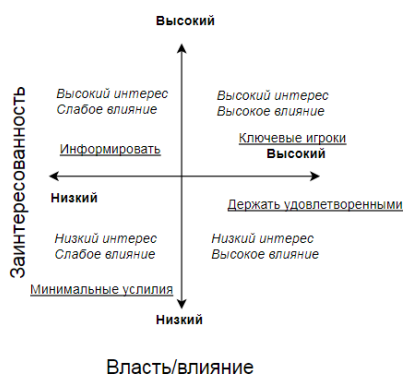 Высокий
Высокий интерес
Слабое влияние
Информировать
Высокий интерес
Высокое влияние
Ключевые игроки
Высокий
Заинтересованность
Низкий
Держать удовлетворенными
Низкий интерес
Слабое влияние
Минимальные услилия
Низкий интерес
Высокое влияние
Низкий
Власть/влияние